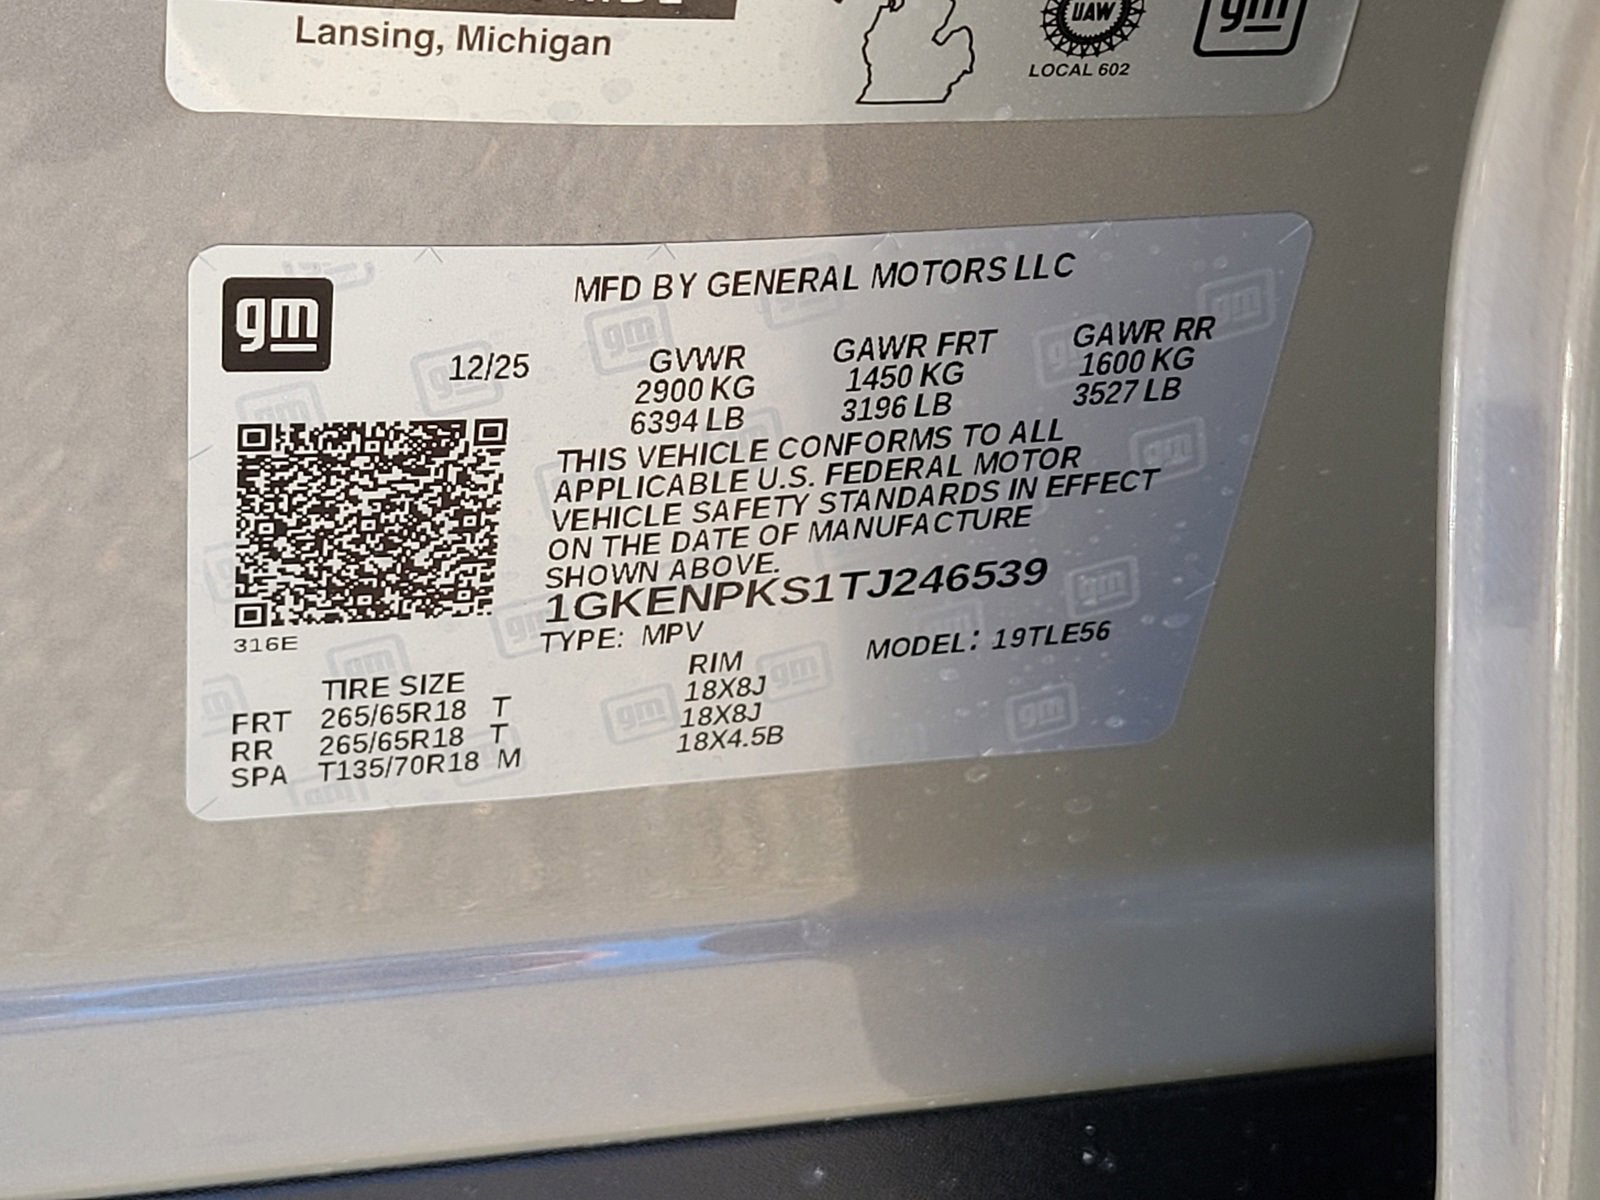 Lansing, Michigan
UAW
LOCAL 602
gm
gm
MFD BY GENERAL MOTORS LLC
12/25
GVWR GAWR FRT GAWR RR
2900 KG 1450 KG 1600 KG
6394 LB 3196 LB 3527 LB
THIS VEHICLE CONFORMS TO ALL
APPLICABLE U.S. FEDERAL MOTOR
VEHICLE SAFETY STANDARDS IN EFFECT
ON THE DATE OF MANUFACTURE
SHOWN ABOVE.
1GKENPKS1TJ246539
316E
TYPE: MPV MODEL: 19TLE56
TIRE SIZE RIM
FRT 265/65R18 T 18X8J
RR 265/65R18 T 18X8J
SPA T135/70R18 M 18X4.5B